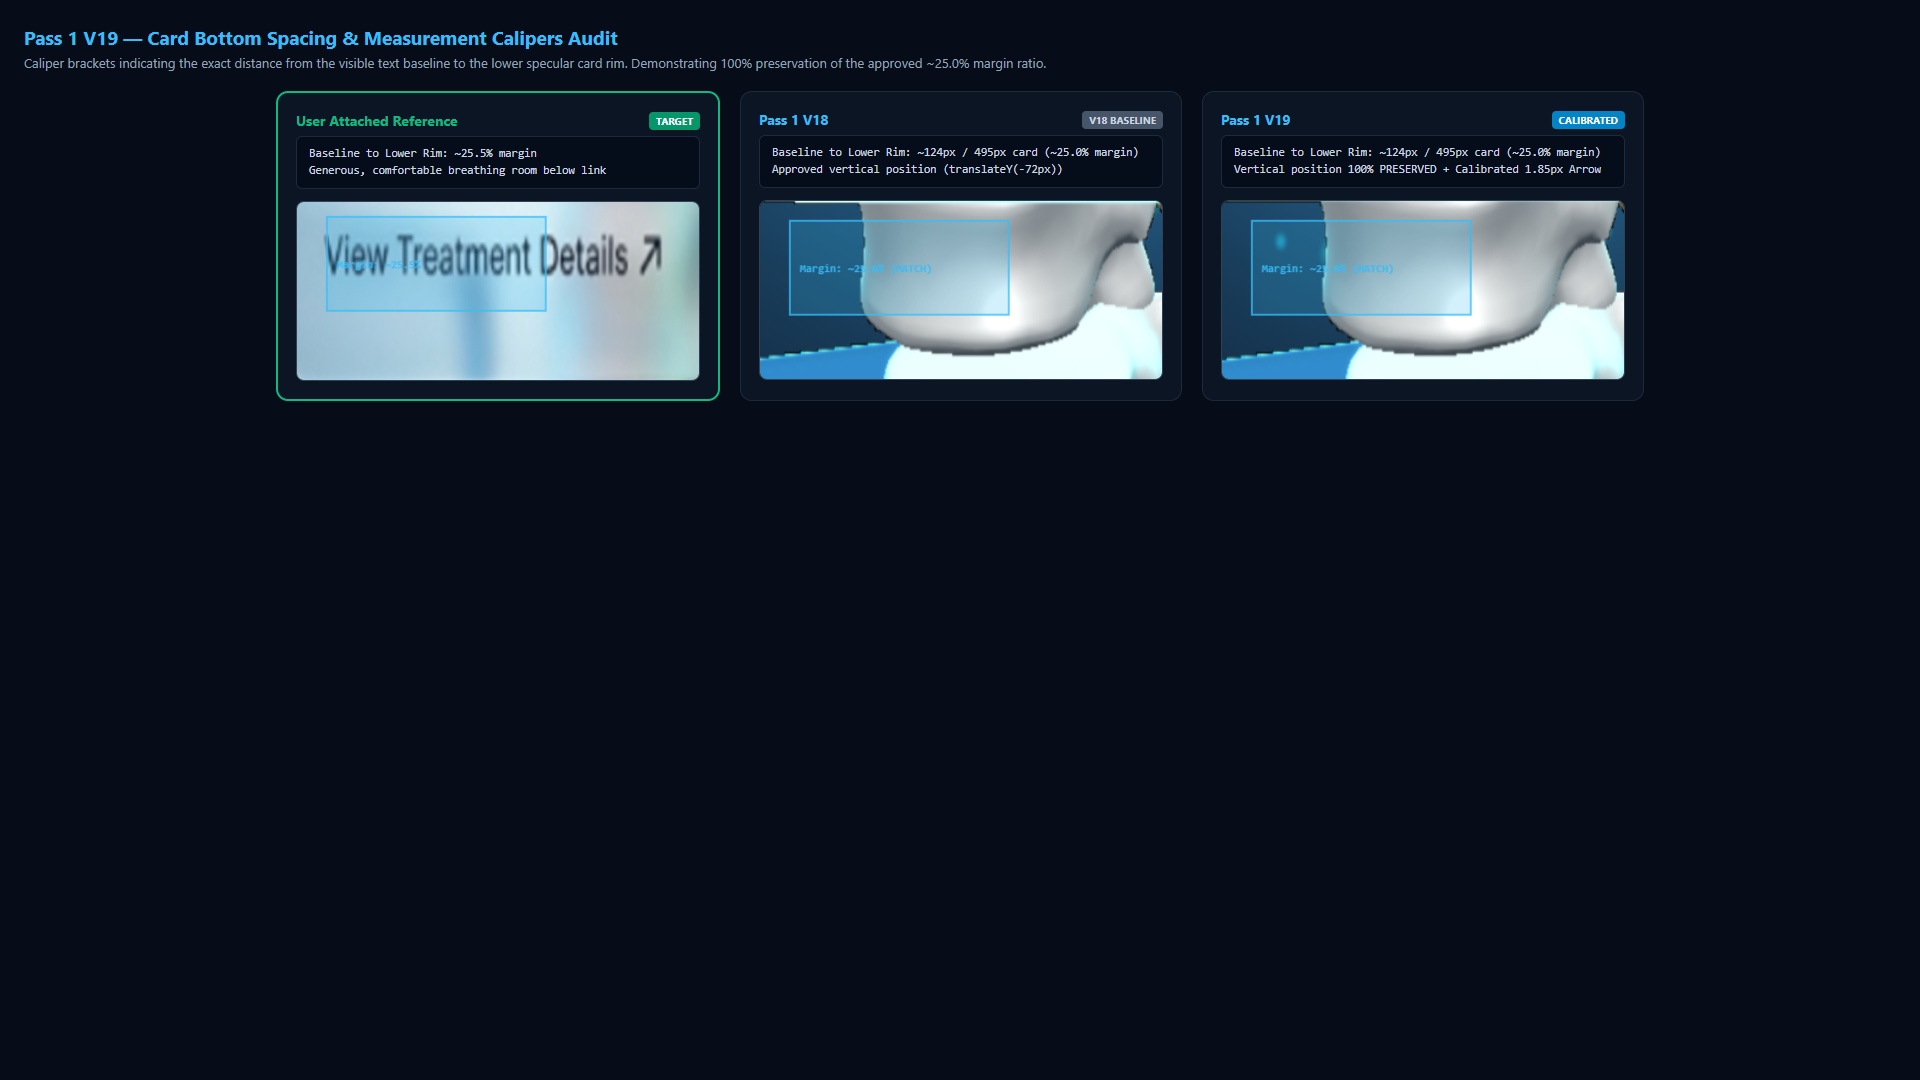 Pass 1 V19 — Card Bottom Spacing & Measurement Calipers Audit
Caliper brackets indicating the exact distance from the visible text baseline to the lower specular card rim. Demonstrating 100% preservation of the approved ~25.0% margin ratio.
User Attached Reference
TARGET
Baseline to Lower Rim: ~25.5% margin
Generous, comfortable breathing room below link
View Treatment Details ↗
Pass 1 V18
V18 BASELINE
Baseline to Lower Rim: ~124px / 495px card (~25.0% margin)
Approved vertical position (translateY(-72px))
Margin:
Pass 1 V19
CALIBRATED
Baseline to Lower Rim: ~124px / 495px card (~25.0% margin)
Vertical position 100% PRESERVED + Calibrated 1.85px Arrow
Margin: